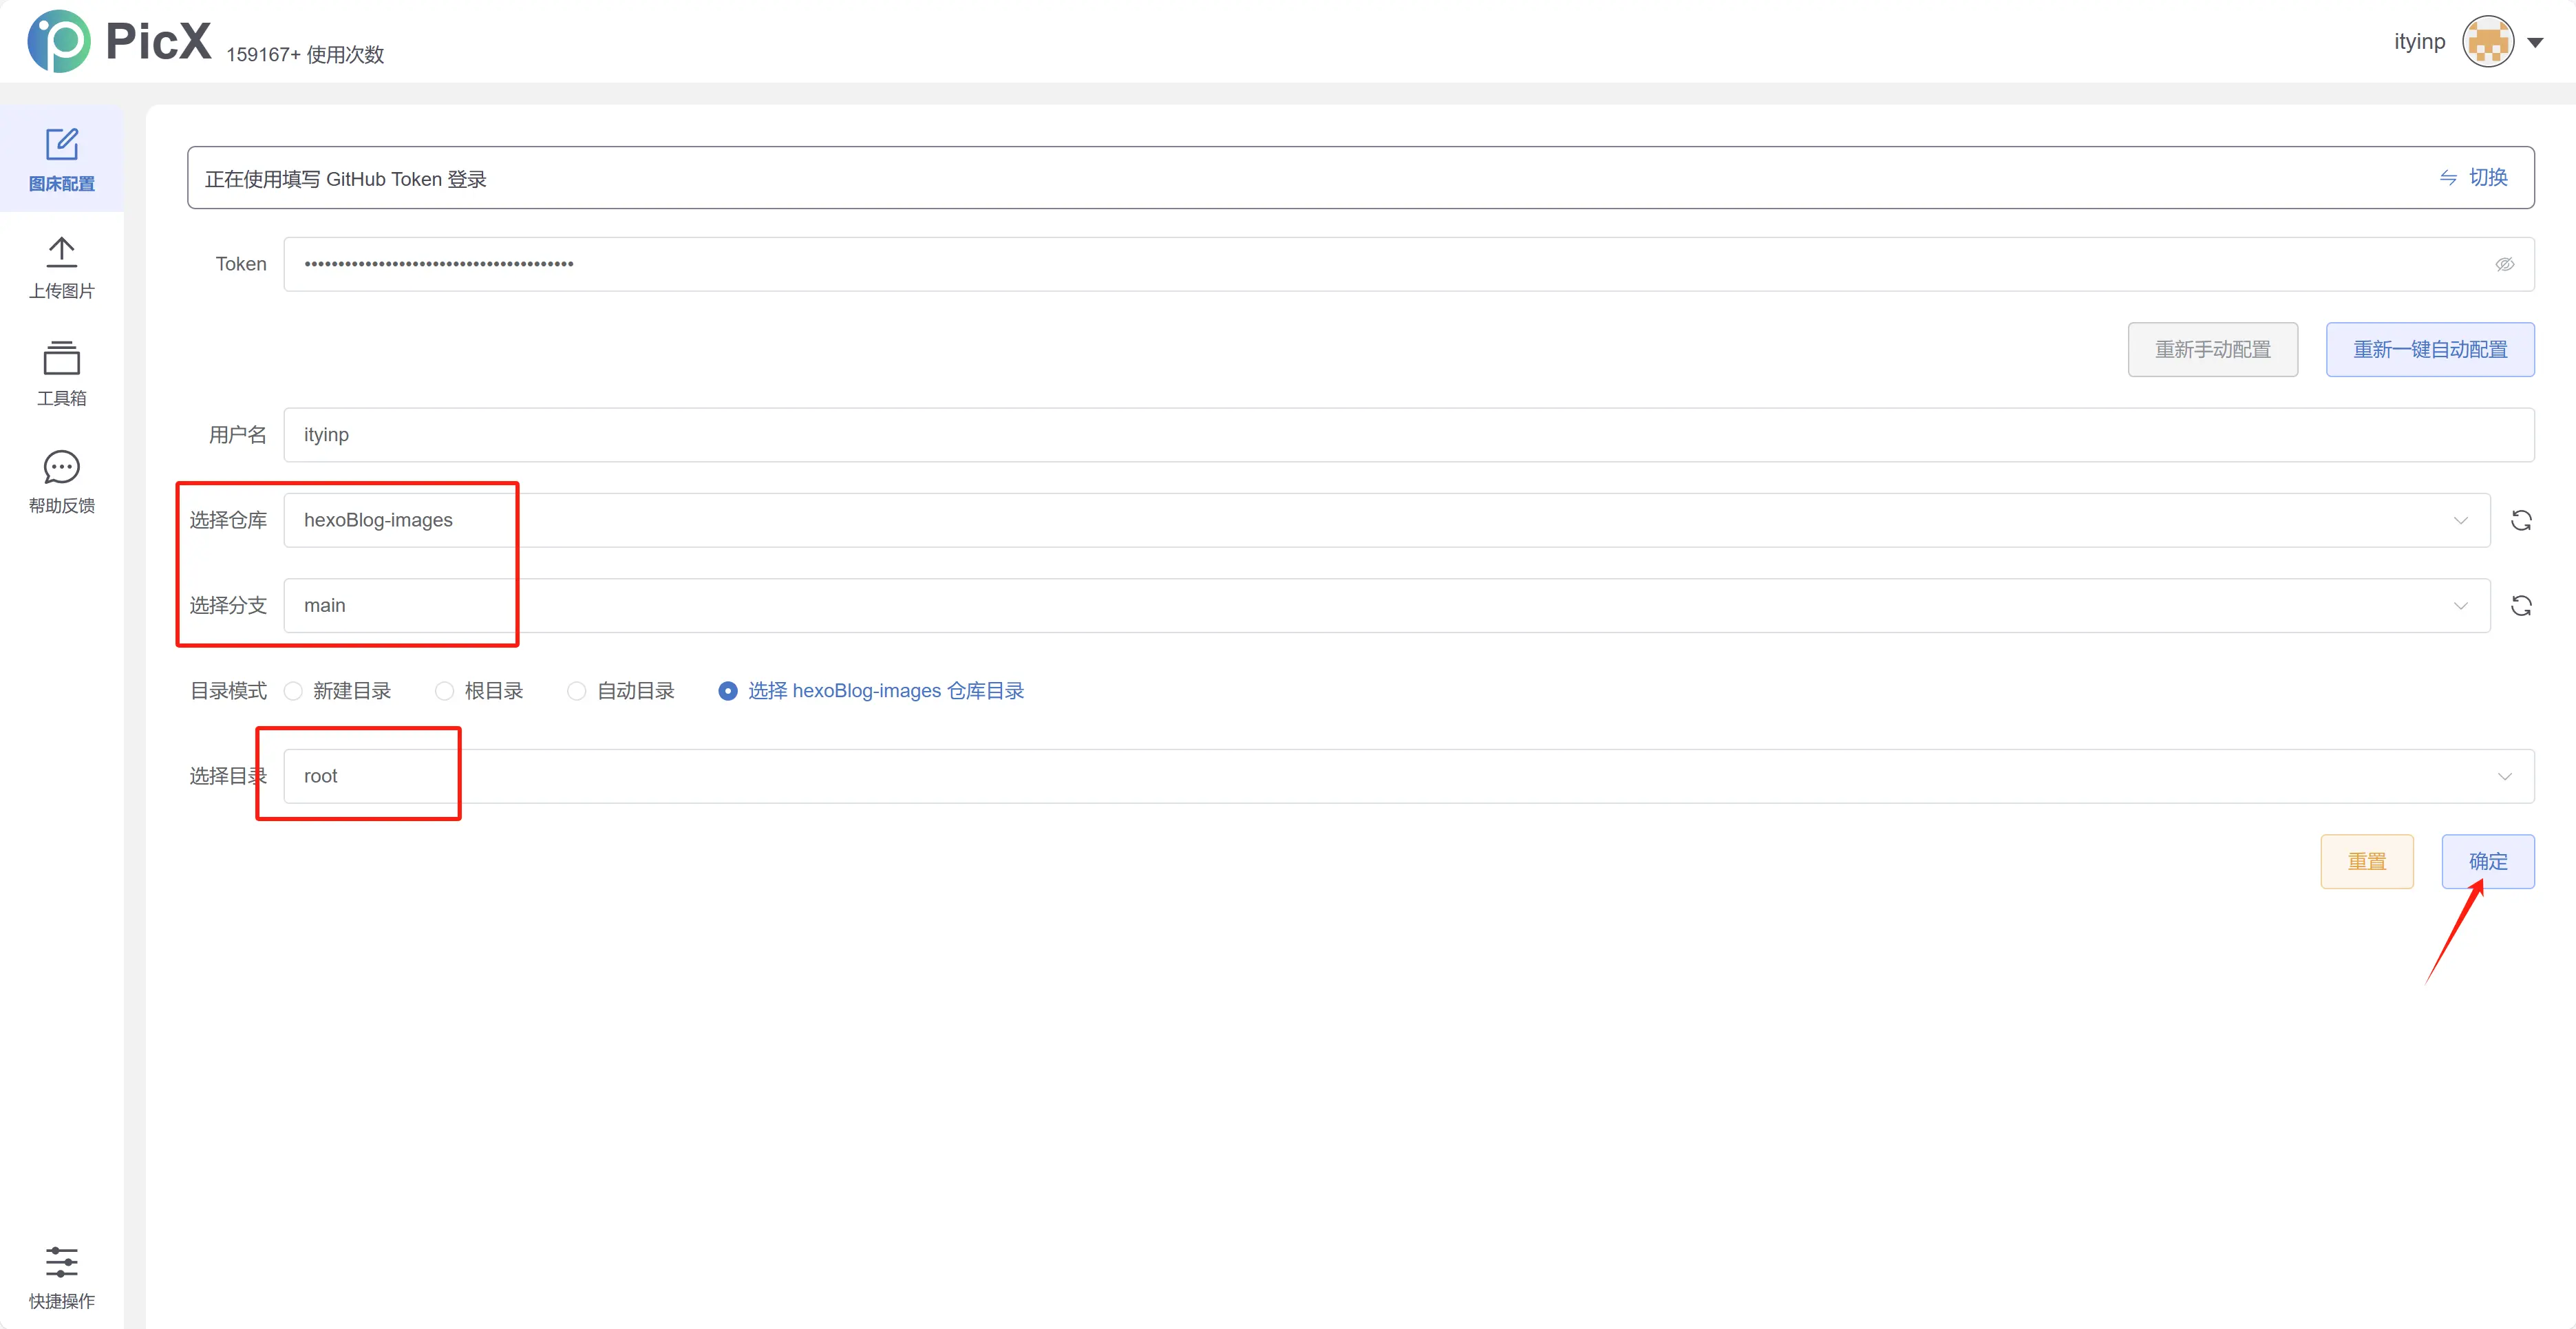 PicX 159167+ 使用次数
ityinp
图床配置
上传图片
工具箱
帮助反馈
快捷操作
正在使用填写 GitHub Token 登录
切换
Token ••••••••••••••••••••••••••••••••••••••••
重新手动配置
重新一键自动配置
用户名 ityinp
选择仓库 hexoBlog-images
选择分支 main
目录模式 新建目录 根目录 自动目录 选择 hexoBlog-images 仓库目录
选择目录 root
重置
确定